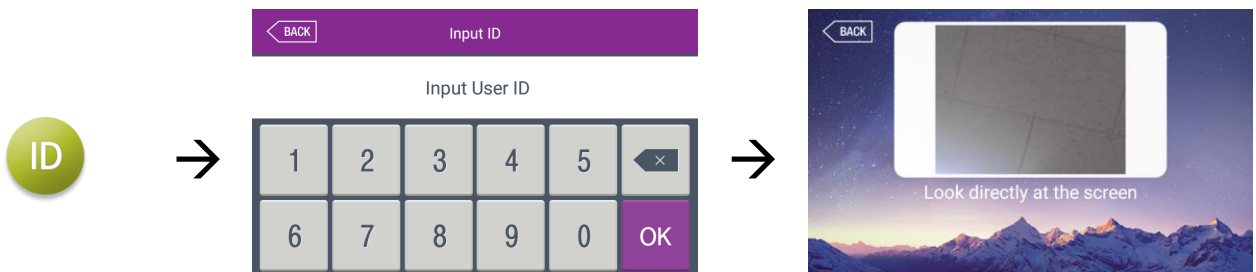 ID
BACK
Input ID
Input User ID
1 2 3 4 5
6 7 8 9 0 OK
BACK
Look directly at the screen